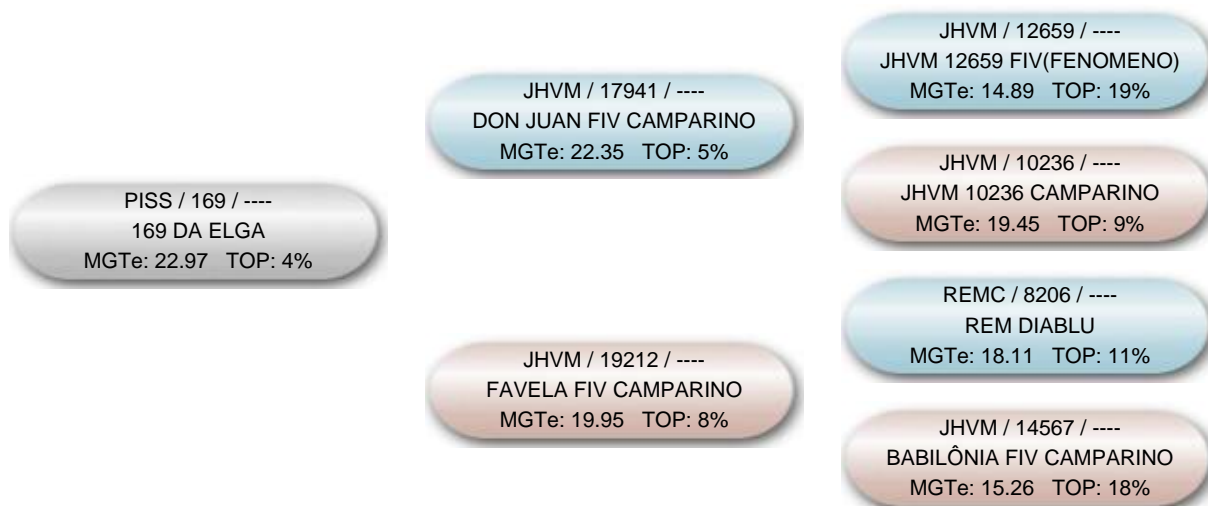 PISS / 169 / ----
169 DA ELGA
MGTe: 22.97 TOP: 4%
JHVM / 17941 / ----
DON JUAN FIV CAMPARINO
MGTe: 22.35 TOP: 5%
JHVM / 19212 / ----
FAVELA FIV CAMPARINO
MGTe: 19.95 TOP: 8%
JHVM / 12659 / ----
JHVM 12659 FIV(FENOMENO)
MGTe: 14.89 TOP: 19%
JHVM / 10236 / ----
JHVM 10236 CAMPARINO
MGTe: 19.45 TOP: 9%
REMC / 8206 / ----
REM DIABLU
MGTe: 18.11 TOP: 11%
JHVM / 14567 / ----
BABILÔNIA FIV CAMPARINO
MGTe: 15.26 TOP: 18%